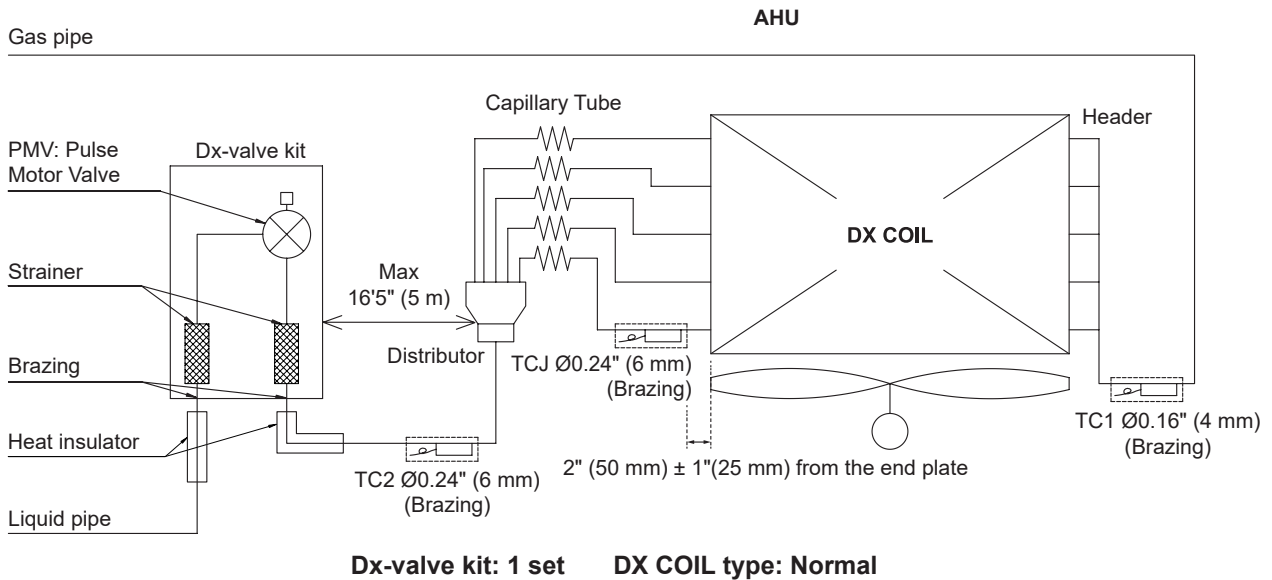 AHU
Gas pipe
Capillary Tube
Header
PMV: Pulse
Motor Valve
Dx-valve kit
DX COIL
Strainer
Max
16'5" (5 m)
Distributor
TCJ Ø0.24" (6 mm)
(Brazing)
Brazing
TC1 Ø0.16" (4 mm)
(Brazing)
Heat insulator
2" (50 mm) ± 1"(25 mm) from the end plate
TC2 Ø0.24" (6 mm)
(Brazing)
Liquid pipe
Dx-valve kit: 1 set DX COIL type: Normal